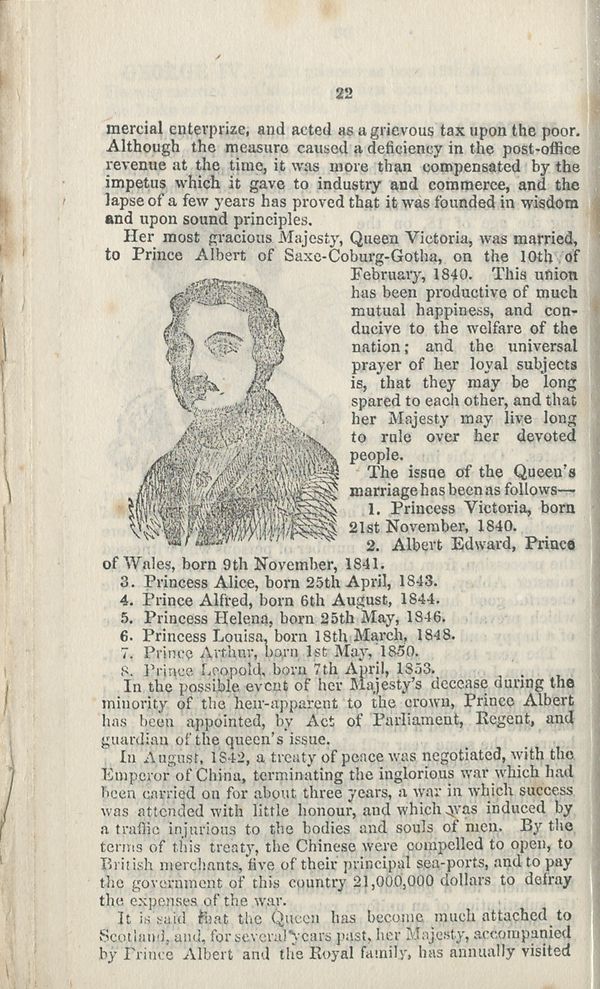 22
mercial enterprize, and acted as a grievous tax upon the poor.
Although the measure caused a deficiency in the post-office
revenue at the time, it was more than compensated by the
impetus which it gave to industry and commerce, and the
lapse of a few years has proved that it was founded in wisdom
and upon sound principles.
Her most gracious Majesty, Queen Victoria, was married,
to Prince Albert of Saxe-Coburg-Gotha, on the 10th of
February, 1840. This union
has been productive of much
mutual happiness, and con-
ducive to the welfare of the
nation; and the universal
prayer of her loyal subjects
is, that they may be long
spared to each other, and that
her Majesty may live long
to rule over her devoted
people.
The issue of the Queen's
marriage has been as follows—
1. Princess Victoria, born
21st November, 1840.
2. Albert Edward, Prince
of Wales, born 9th November, 1841.
3. Princess Alice, born 25th April, 1843.
4. Prince Alfred, born 6th August, 1844.
5. Princess Helena, born 25th May, 1846.
6. Princess Louisa, born 18th March, 1848.
7. Prince Arthur, born 1st May, 1850.
8. Prince Leopold, born 7th April, 1853.
In the possible event of her Majesty's decease during the
minority of the heir-apparent to the crown, Prince Albert
has been appointed, by Act of Parliament, Regent, and
guardian of the queen's issue.
In August, 1842, a treaty of peace was negotiated, with the
Emperor of China, terminating the inglorious war which had
been carried on for about three years, a war in which success
was attended with little honour, and which was induced by
a traffic injurious to the bodies and souls of men. By the
terms of this treaty, the Chinese were compelled to open, to
British merchants, five of their principal sea-ports, and to pay
the government of this country 21,000,000 dollars to defray
the expenses of the war.
It is said that the Queen has become much attached to
Scotland, and, for several years past, her Majesty, accompanied
by Prince Albert and the Royal family, has annually visited